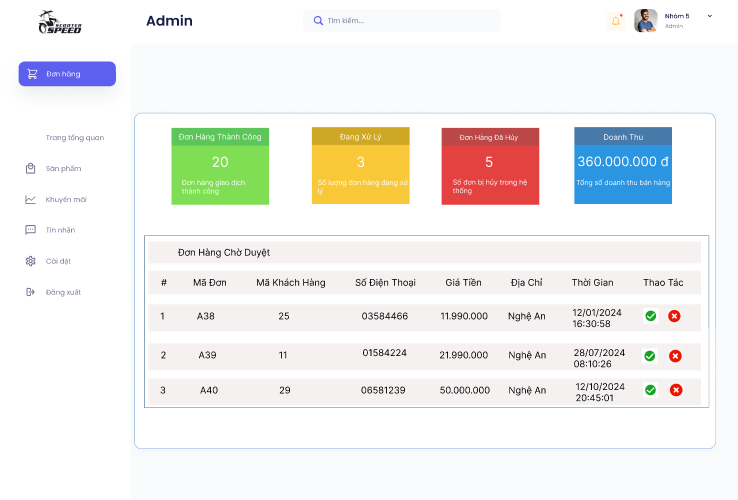 SCOOTER
SPEED
Admin
Tìm kiếm...
Nhóm 5
Admin
Đơn hàng
Trang tổng quan
Sản phẩm
Khuyến mãi
Tin nhắn
Cài đặt
Đăng xuất
Đơn Hàng Thành Công
20
Đơn hàng giao dịch
thành công
Đang Xử Lý
3
Số lượng đơn hàng đang xử
lý
Đơn Hàng Đã Hủy
5
Số đơn bị hủy trong hệ
thống
Doanh Thu
360.000.000 đ
Tổng số doanh thu bán hàng
Đơn Hàng Chờ Duyệt
# Mã Đơn Mã Khách Hàng Số Điện Thoại Giá Tiền Địa Chỉ Thời Gian Thao Tác
1 A38 25 03584466 11.990.000 Nghệ An 12/01/2024
16:30:58
2 A39 11 01584224 21.990.000 Nghệ An 28/07/2024
08:10:26
3 A40 29 06581239 50.000.000 Nghệ An 12/10/2024
20:45:01